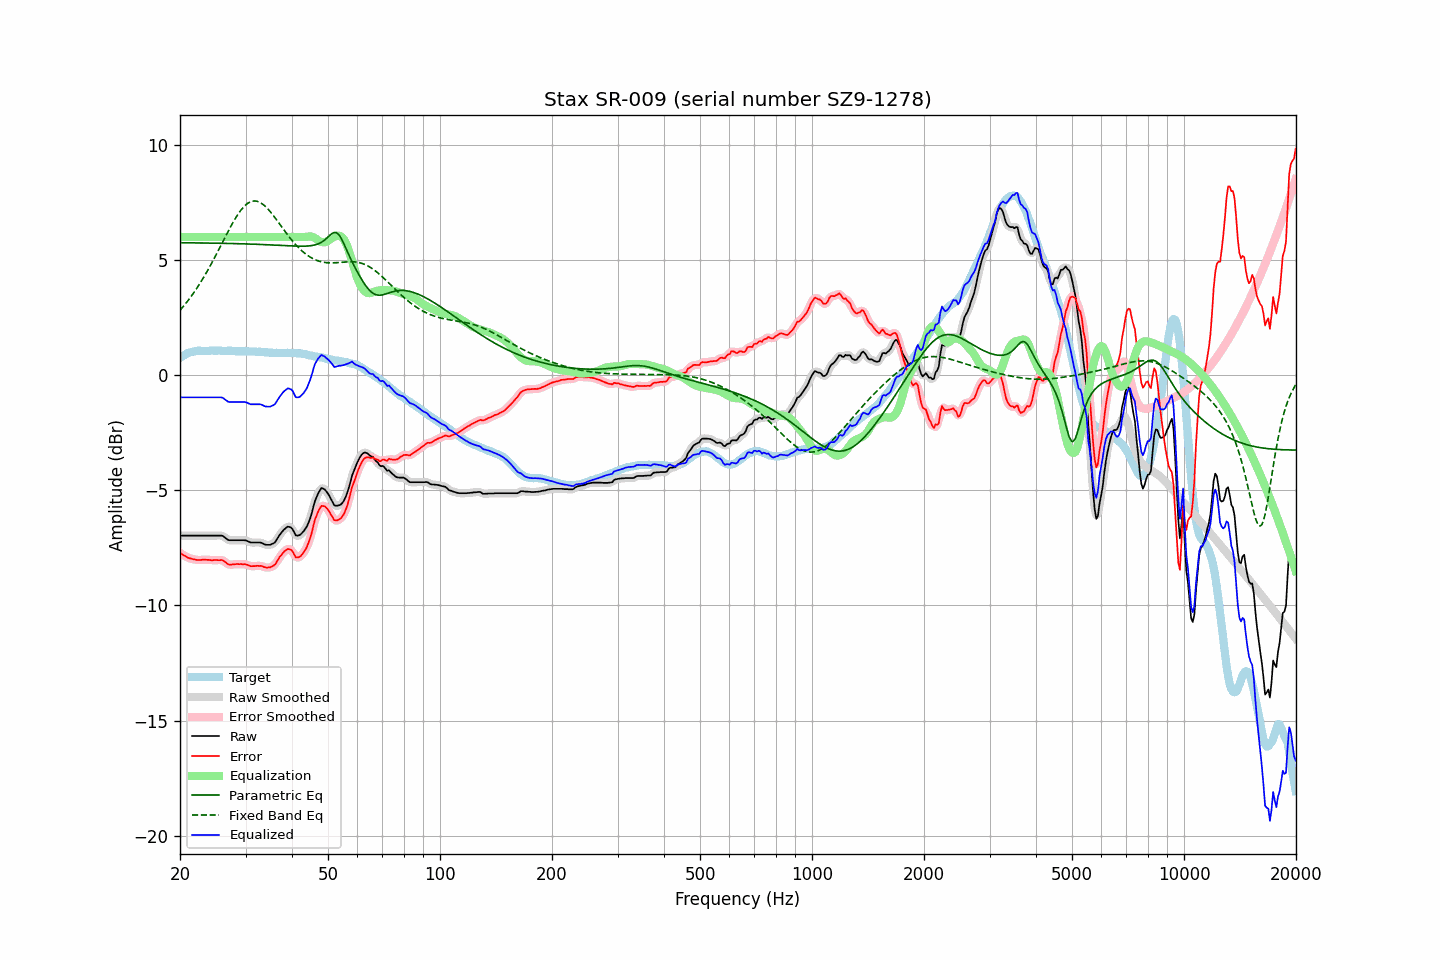 Stax SR-009 (serial number SZ9-1278)
10
5
0
−5
−10
−15
−20
Amplitude (dBr)
Target
Raw Smoothed
Error Smoothed
Raw
Error
Equalization
Parametric Eq
Fixed Band Eq
Equalized
20 50 100 200 500 1000 2000 5000 10000 20000
Frequency (Hz)